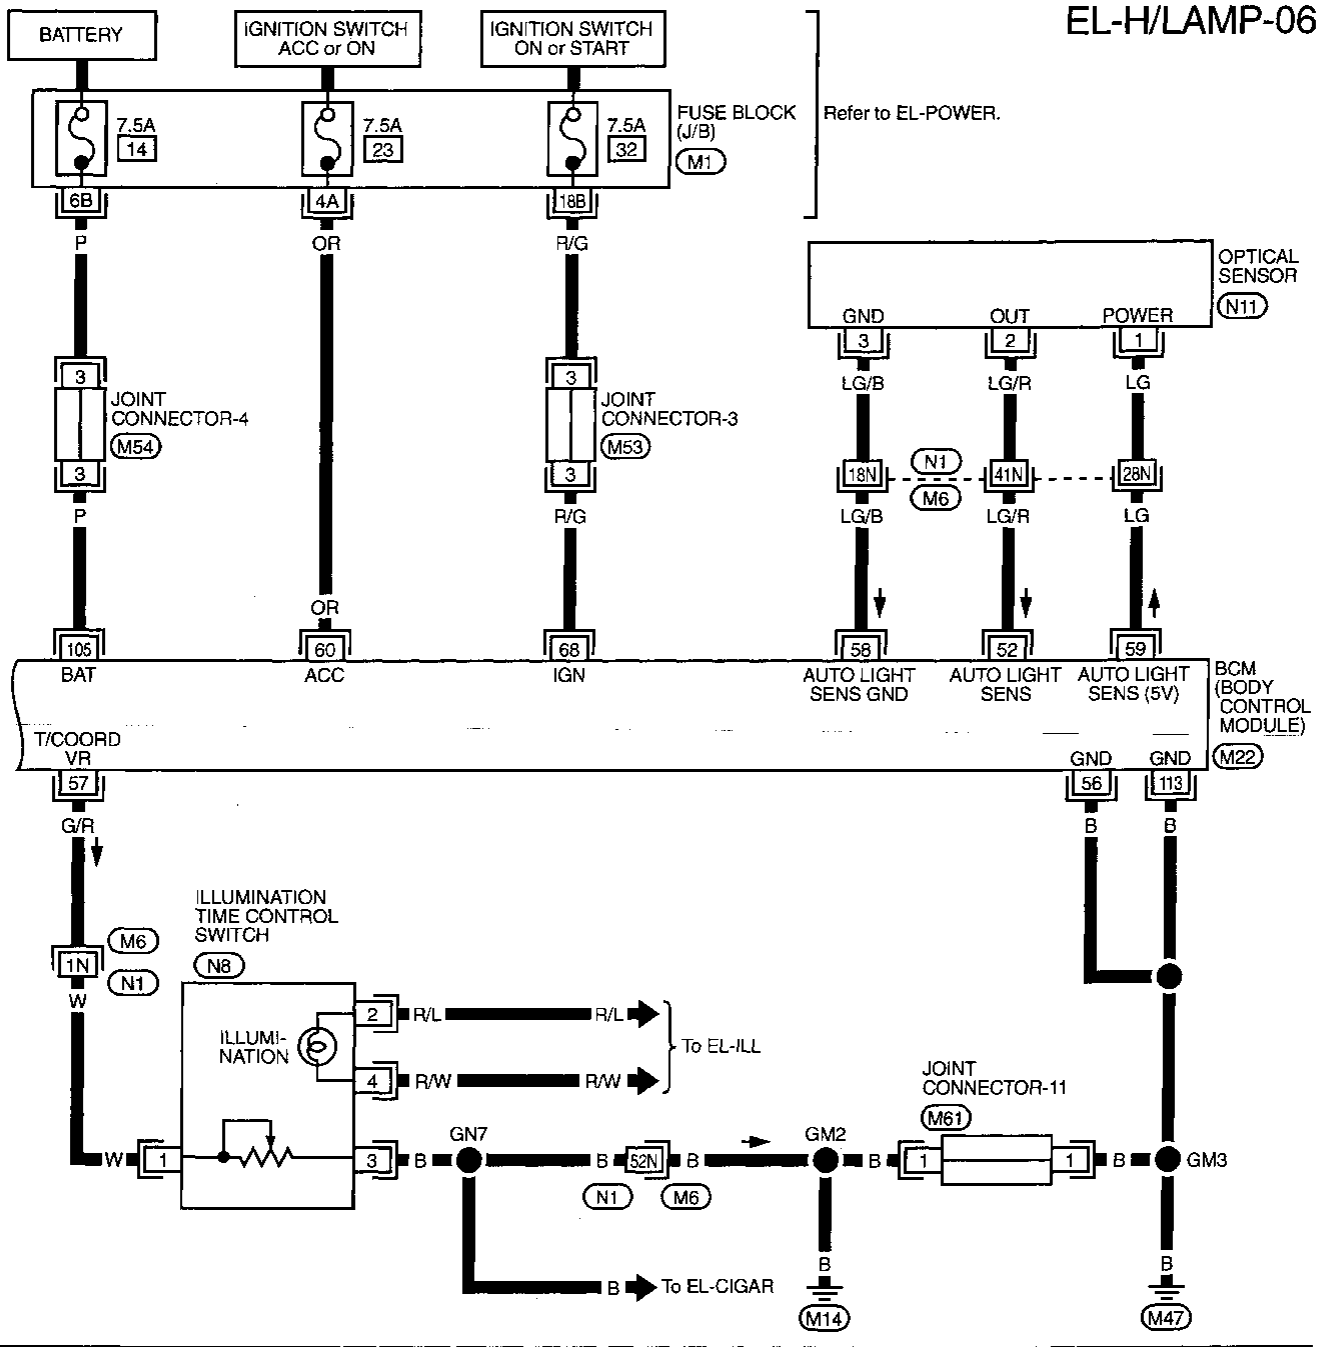 EL-H/LAMP-06
BATTERY
IGNITION SWITCH
ACC or ON
IGNITION SWITCH
ON or START
7.5A
14
7.5A
23
7.5A
32
FUSE BLOCK
(J/B)
M1
Refer to EL-POWER.
6B
4A
18B
P
OR
R/G
OPTICAL
SENSOR
N11
GND
OUT
POWER
3
2
1
LG/B
LG/R
LG
3
JOINT
CONNECTOR-4
M54
3
3
JOINT
CONNECTOR-3
M53
3
18N
N1
M6
41N
28N
P
R/G
LG/B
LG/R
LG
OR
105
60
68
58
52
59
BAT
ACC
IGN
AUTO LIGHT
SENS GND
AUTO LIGHT
SENS
AUTO LIGHT
SENS (5V)
BCM
(BODY
CONTROL
MODULE)
M22
T/COORD
VR
GND
GND
57
56
113
G/R
B
B
ILLUMINATION
TIME CONTROL
SWITCH
N8
M6
1N
N1
W
ILLUMI-
NATION
2
R/L
R/L
To EL-ILL
4
R/W
R/W
JOINT
CONNECTOR-11
M61
W
1
3
B
GN7
B
52N
B
N1
M6
GM2
B
1
1
B
GM3
B
B
B
To EL-CIGAR
M14
M47